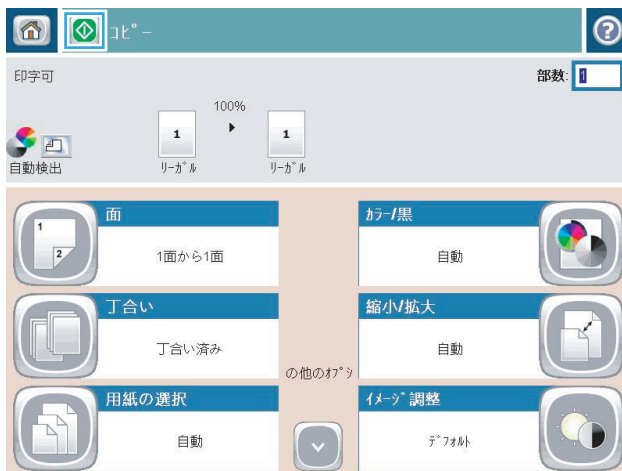 コピー
印字可
部数: 1
100%
1
1
自動検出
リーガル
リーガル
面
1
2
1面から1面
カラー/黒
自動
丁合い
丁合い済み
縮小/拡大
自動
の他のオプシ
用紙の選択
自動
イメージ調整
デフォルト